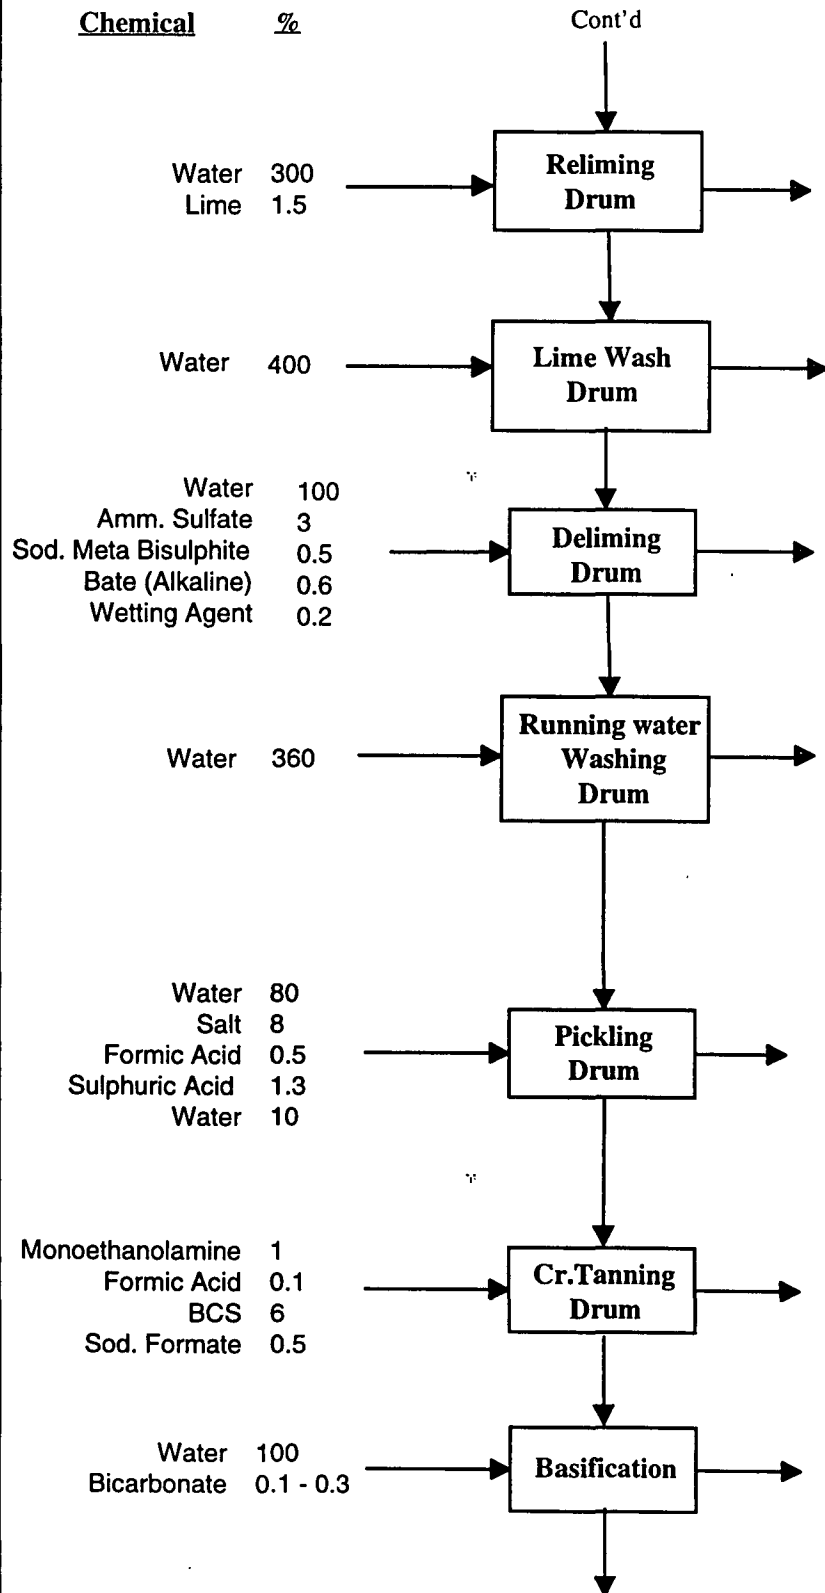 Chemical %
Cont'd
Reliming
Drum
Water 300
Lime 1.5
Lime Wash
Drum
Water 400
Water 100
Amm. Sulfate 3
Sod. Meta Bisulphite 0.5
Bate (Alkaline) 0.6
Wetting Agent 0.2
Deliming
Drum
Running water
Washing
Drum
Water 360
Water 80
Salt 8
Formic Acid 0.5
Sulphuric Acid 1.3
Water 10
Pickling
Drum
Monoethanolamine 1
Formic Acid 0.1
BCS 6
Sod. Formate 0.5
Cr.Tanning
Drum
Water 100
Bicarbonate 0.1 - 0.3
Basification